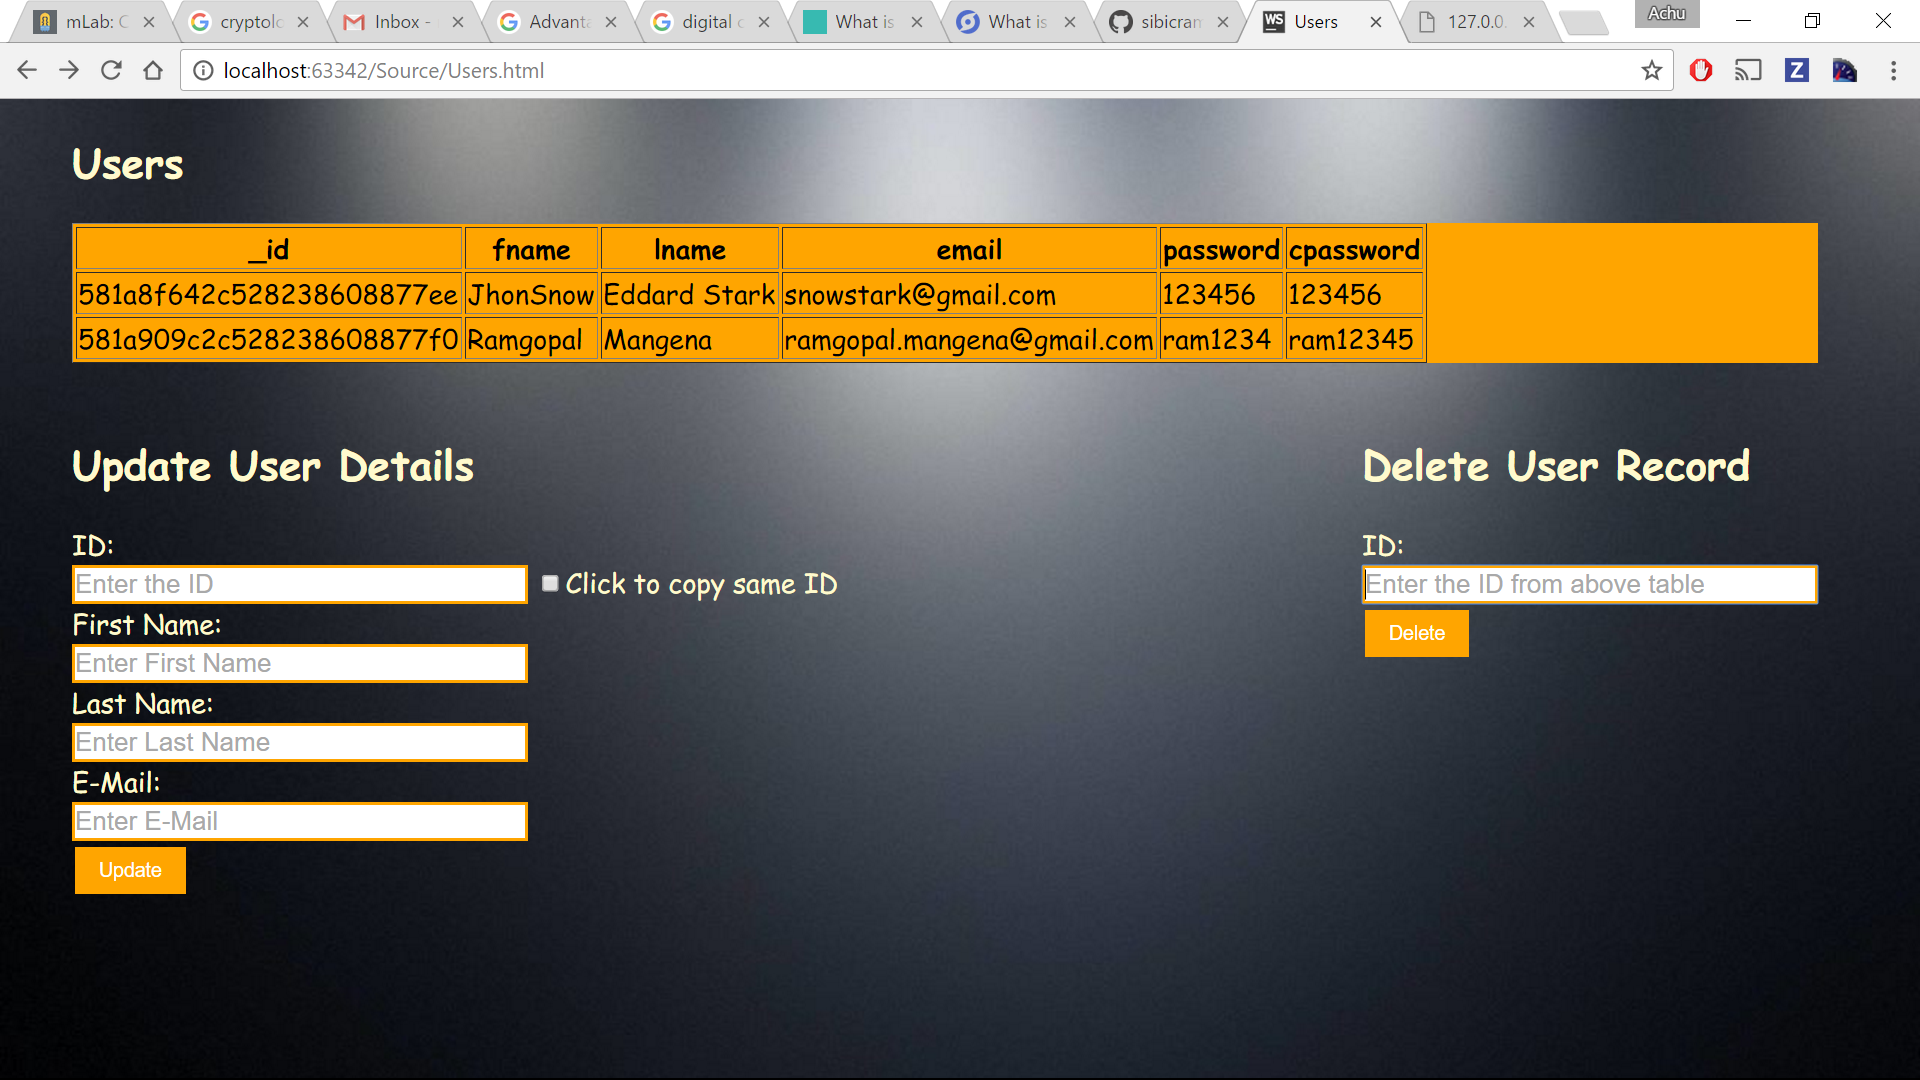 mLab: C cryptolo Inbox - Advanta digital c What is What is sibicram Users 127.0.0. Achu
localhost:63342/Source/Users.html
Users
_id fname lname email password cpassword
581a8f642c528238608877ee JhonSnow Eddard Stark snowstark@gmail.com 123456 123456
581a909c2c528238608877f0 Ramgopal Mangena ramgopal.mangena@gmail.com ram1234 ram12345
Update User Details
ID:
Enter the ID Click to copy same ID
First Name:
Enter First Name
Last Name:
Enter Last Name
E-Mail:
Enter E-Mail
Update
Delete User Record
ID:
Enter the ID from above table
Delete